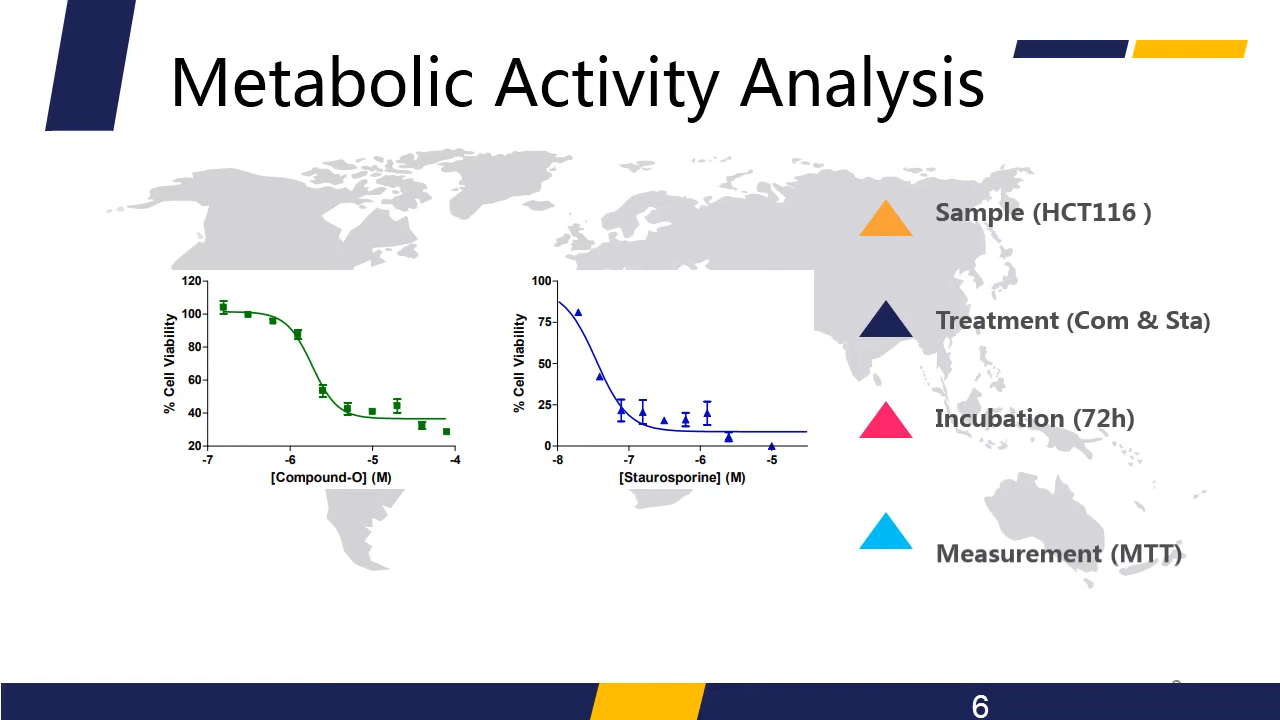 Metabolic Activity Analysis
Sample (HCT116 )
Treatment (Com & Sta)
Incubation (72h)
Measurement (MTT)
120
100
80
60
40
20
% Cell Viability
-7 -6 -5 -4
[Compound-O] (M)
100
75
50
25
0
% Cell Viability
-8 -7 -6 -5
[Staurosporine] (M)
6